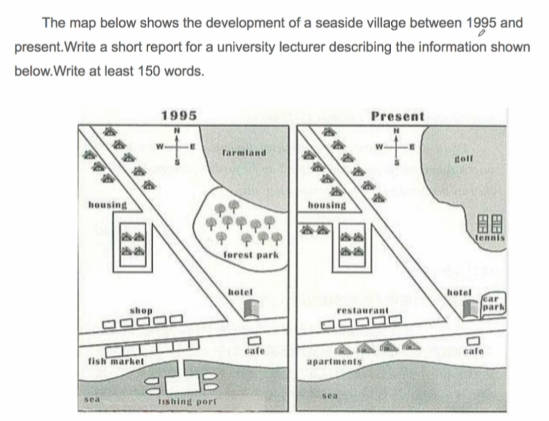 The map below shows the development of a seaside village between 1995 and
present.Write a short report for a university lecturer describing the information shown
below.Write at least 150 words.
1995
N
W E
S
farmland
housing
forest park
hotel
shop
cafe
fish market
sea
fishing port
Present
N
W E
S
golf
housing
tennis
hotel
car
park
restaurant
cafe
apartments
sea